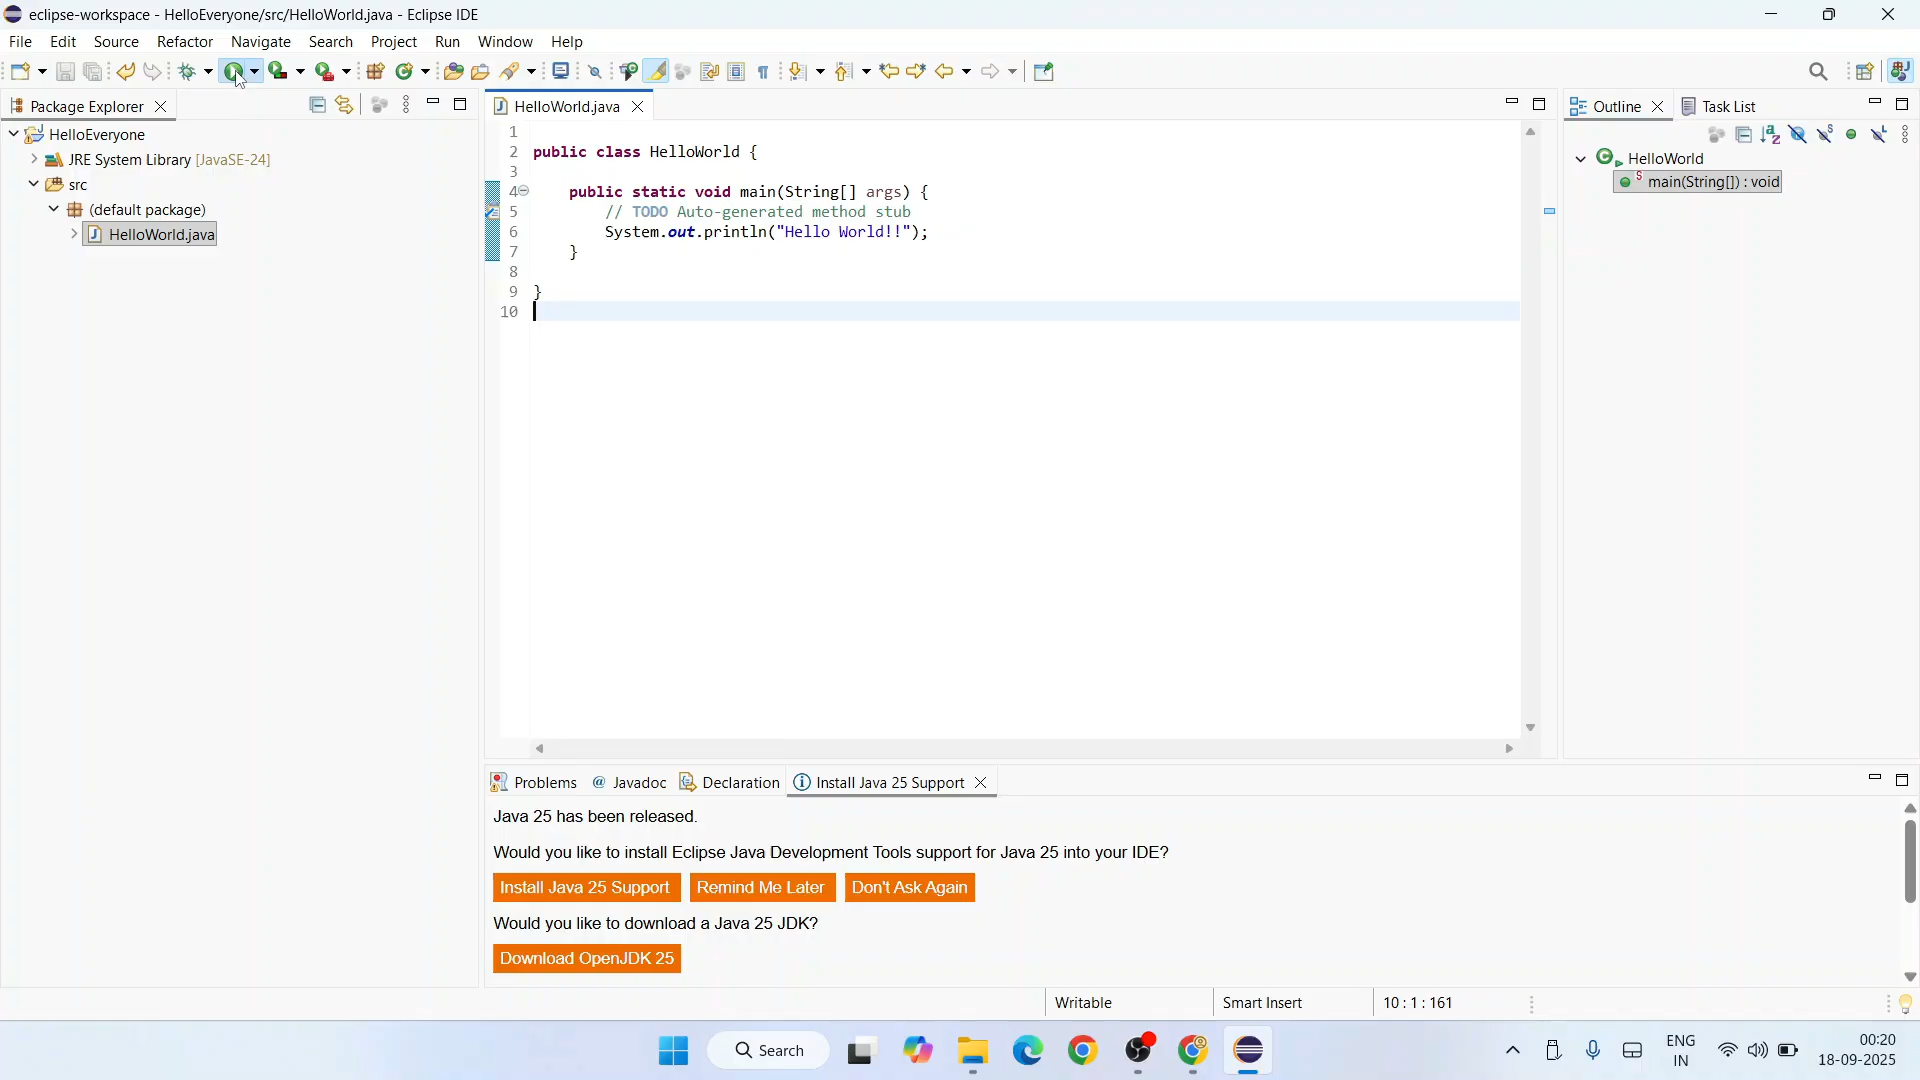 eclipse-workspace - HelloEveryone/src/HelloWorld.java - Eclipse IDE
File Edit Source Refactor Navigate Search Project Run Window Help
Package Explorer
HelloEveryone
JRE System Library [JavaSE-24]
src
(default package)
HelloWorld.java
HelloWorld.java
1
2 public class HelloWorld {
3
4 public static void main(String[] args) {
5 // TODO Auto-generated method stub
6 System.out.println("Hello World!!");
7 }
8
9 }
10
Outline Task List
HelloWorld
main(String[]) : void
Problems Javadoc Declaration Install Java 25 Support
Java 25 has been released.
Would you like to install Eclipse Java Development Tools support for Java 25 into your IDE?
Install Java 25 Support Remind Me Later Don't Ask Again
Would you like to download a Java 25 JDK?
Download OpenJDK 25
Writable Smart Insert 10 : 1 : 161
Search
ENG
IN
00:20
18-09-2025